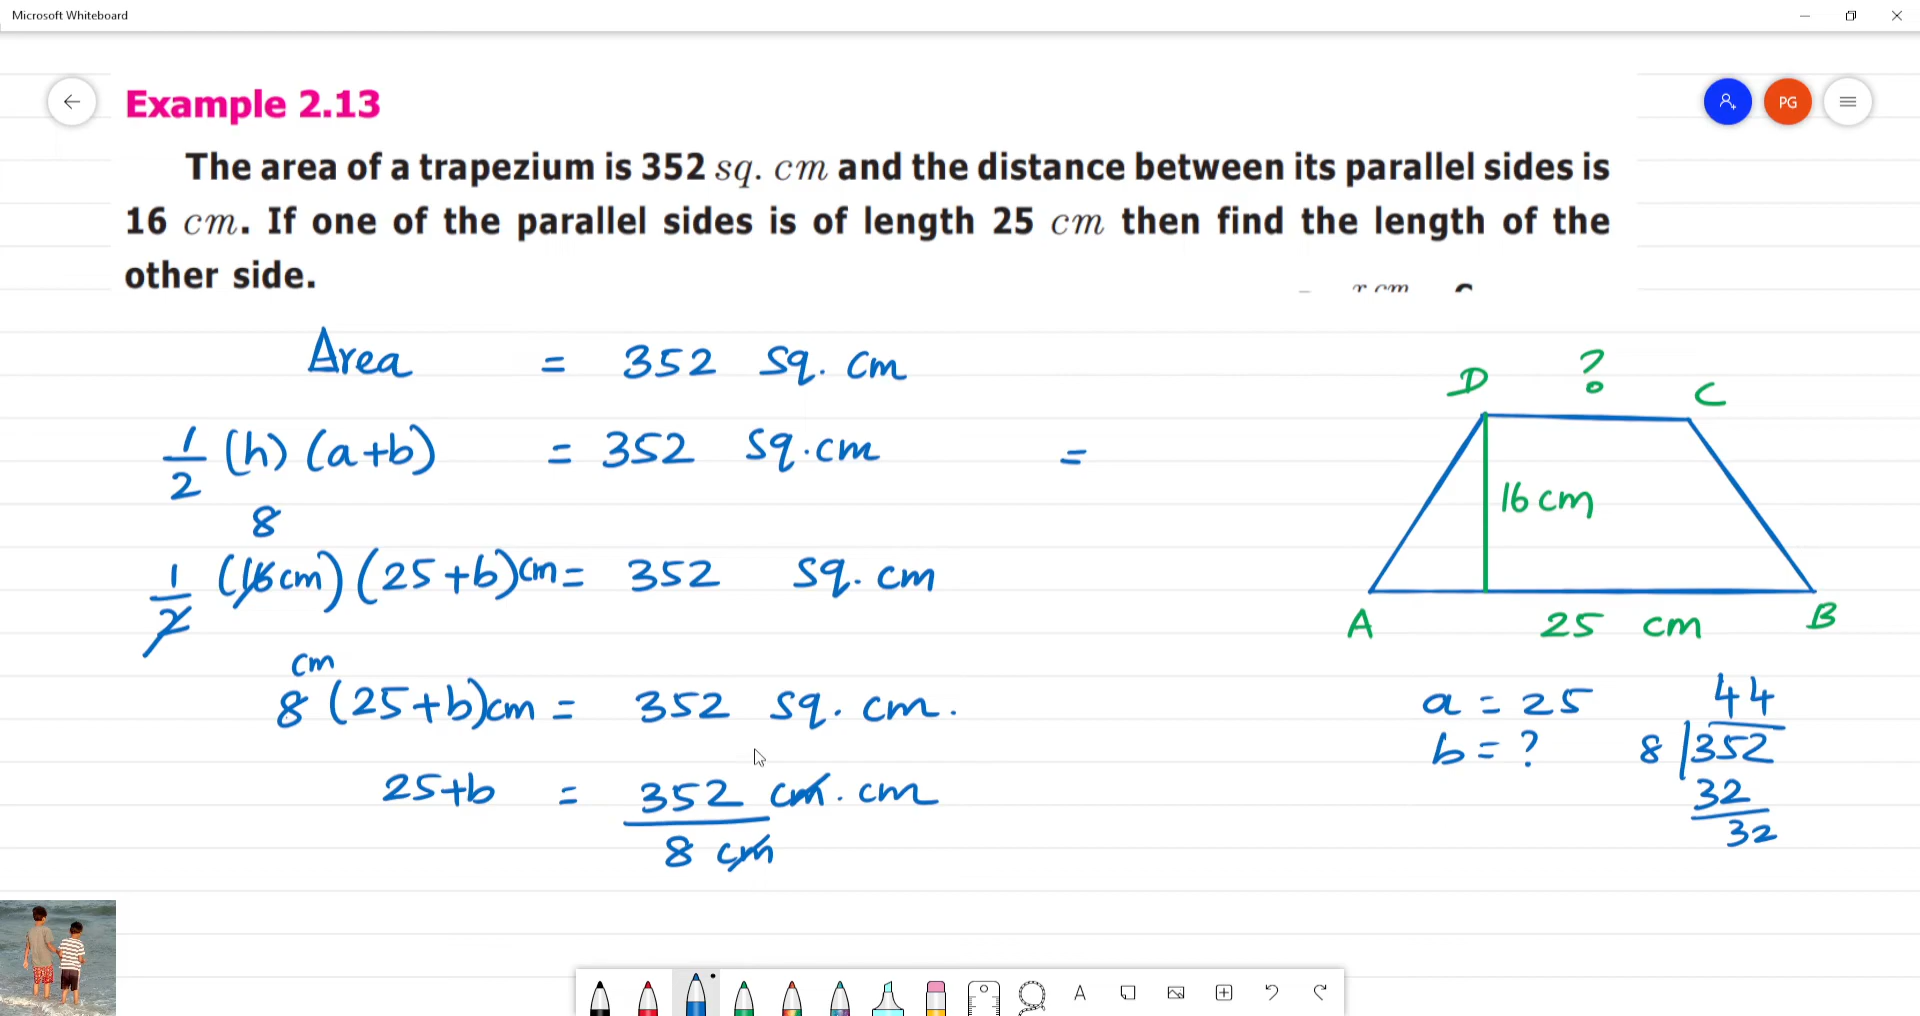 Microsoft Whiteboard
Example 2.13
PG
The area of a trapezium is 352 sq. cm and the distance between its parallel sides is
16 cm. If one of the parallel sides is of length 25 cm then find the length of the
other side.
x cm
Area = 352 sq. cm
D ? C
1/2 (h) (a+b) = 352 sq.cm =
16 cm
8
1/2 (16 cm) (25+b)cm = 352 sq. cm
A 25 cm B
cm
8 (25+b)cm = 352 sq. cm.
a = 25
b = ?
44
8 352
32
32
25+b = 352 cm. cm
8 cm
A